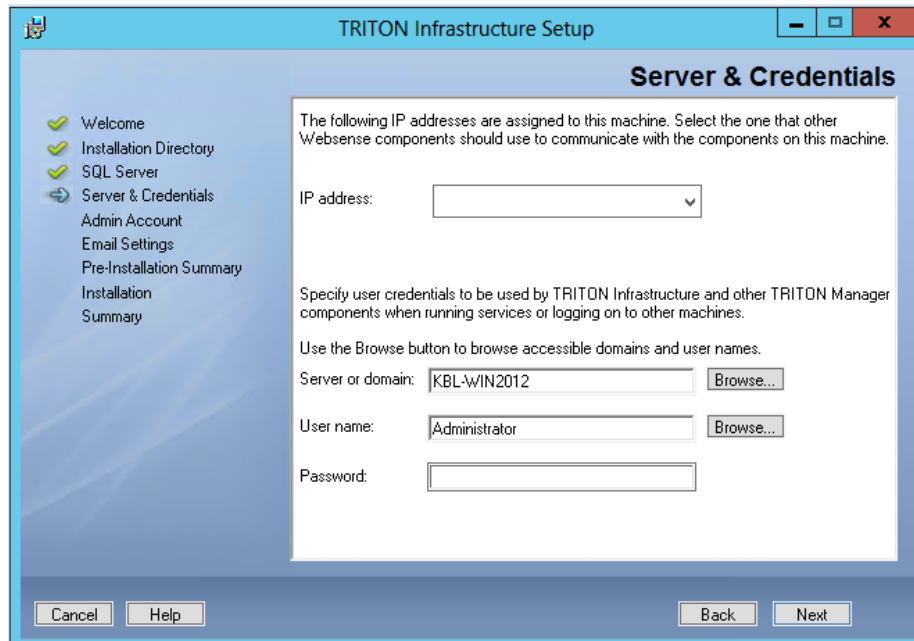 TRITON Infrastructure Setup
Server & Credentials
Welcome
Installation Directory
SQL Server
Server & Credentials
Admin Account
Email Settings
Pre-Installation Summary
Installation
Summary
The following IP addresses are assigned to this machine. Select the one that other
Websense components should use to communicate with the components on this machine.
IP address:
Specify user credentials to be used by TRITON Infrastructure and other TRITON Manager
components when running services or logging on to other machines.
Use the Browse button to browse accessible domains and user names.
Server or domain: KBL-WIN2012 Browse...
User name: Administrator Browse...
Password:
Cancel Help Back Next